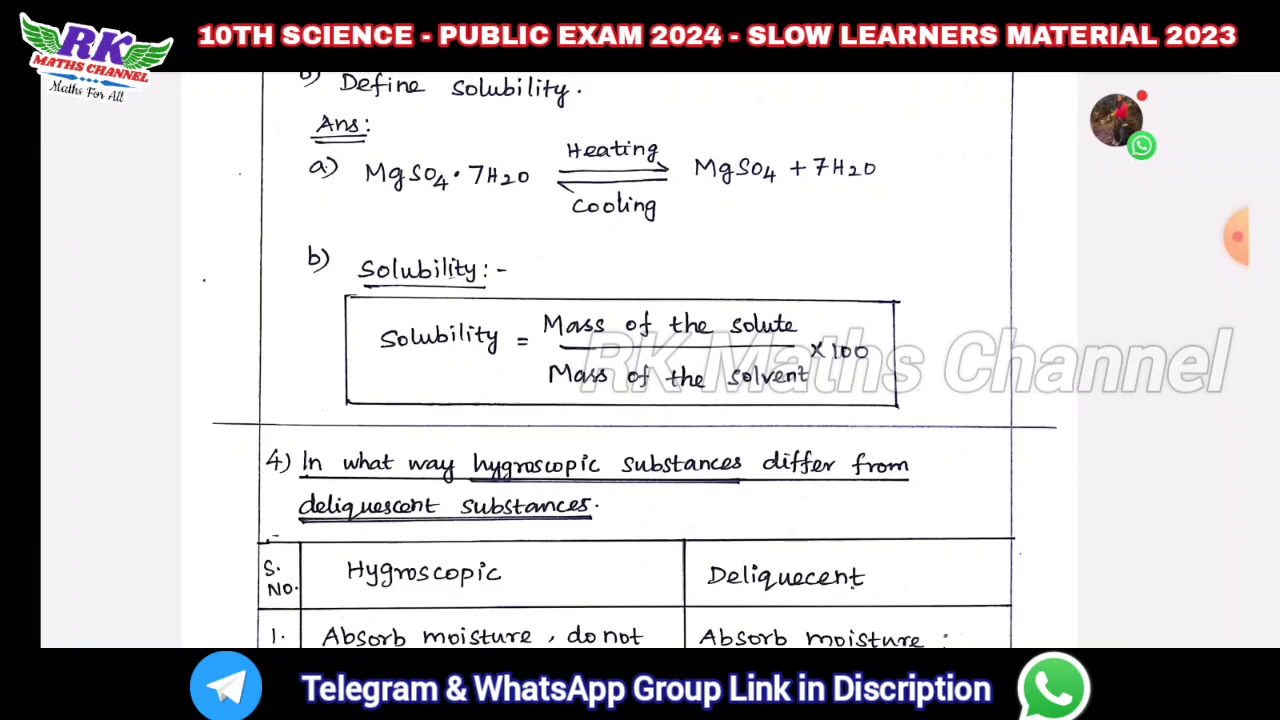 RK
MATHS CHANNEL
Maths For All
10TH SCIENCE - PUBLIC EXAM 2024 - SLOW LEARNERS MATERIAL 2023
b) Define solubility.
Ans:
a) MgSO4. 7H2O Heating Cooling MgSO4 + 7H2O
b) Solubility: -
Solubility = Mass of the solute / Mass of the solvent × 100
RK Maths Channel
4) In what way hygroscopic substances differ from
deliquescent substances.
S. NO. Hygroscopic Deliquecent
1. Absorb moisture, do not Absorb moisture
Telegram & WhatsApp Group Link in Discription